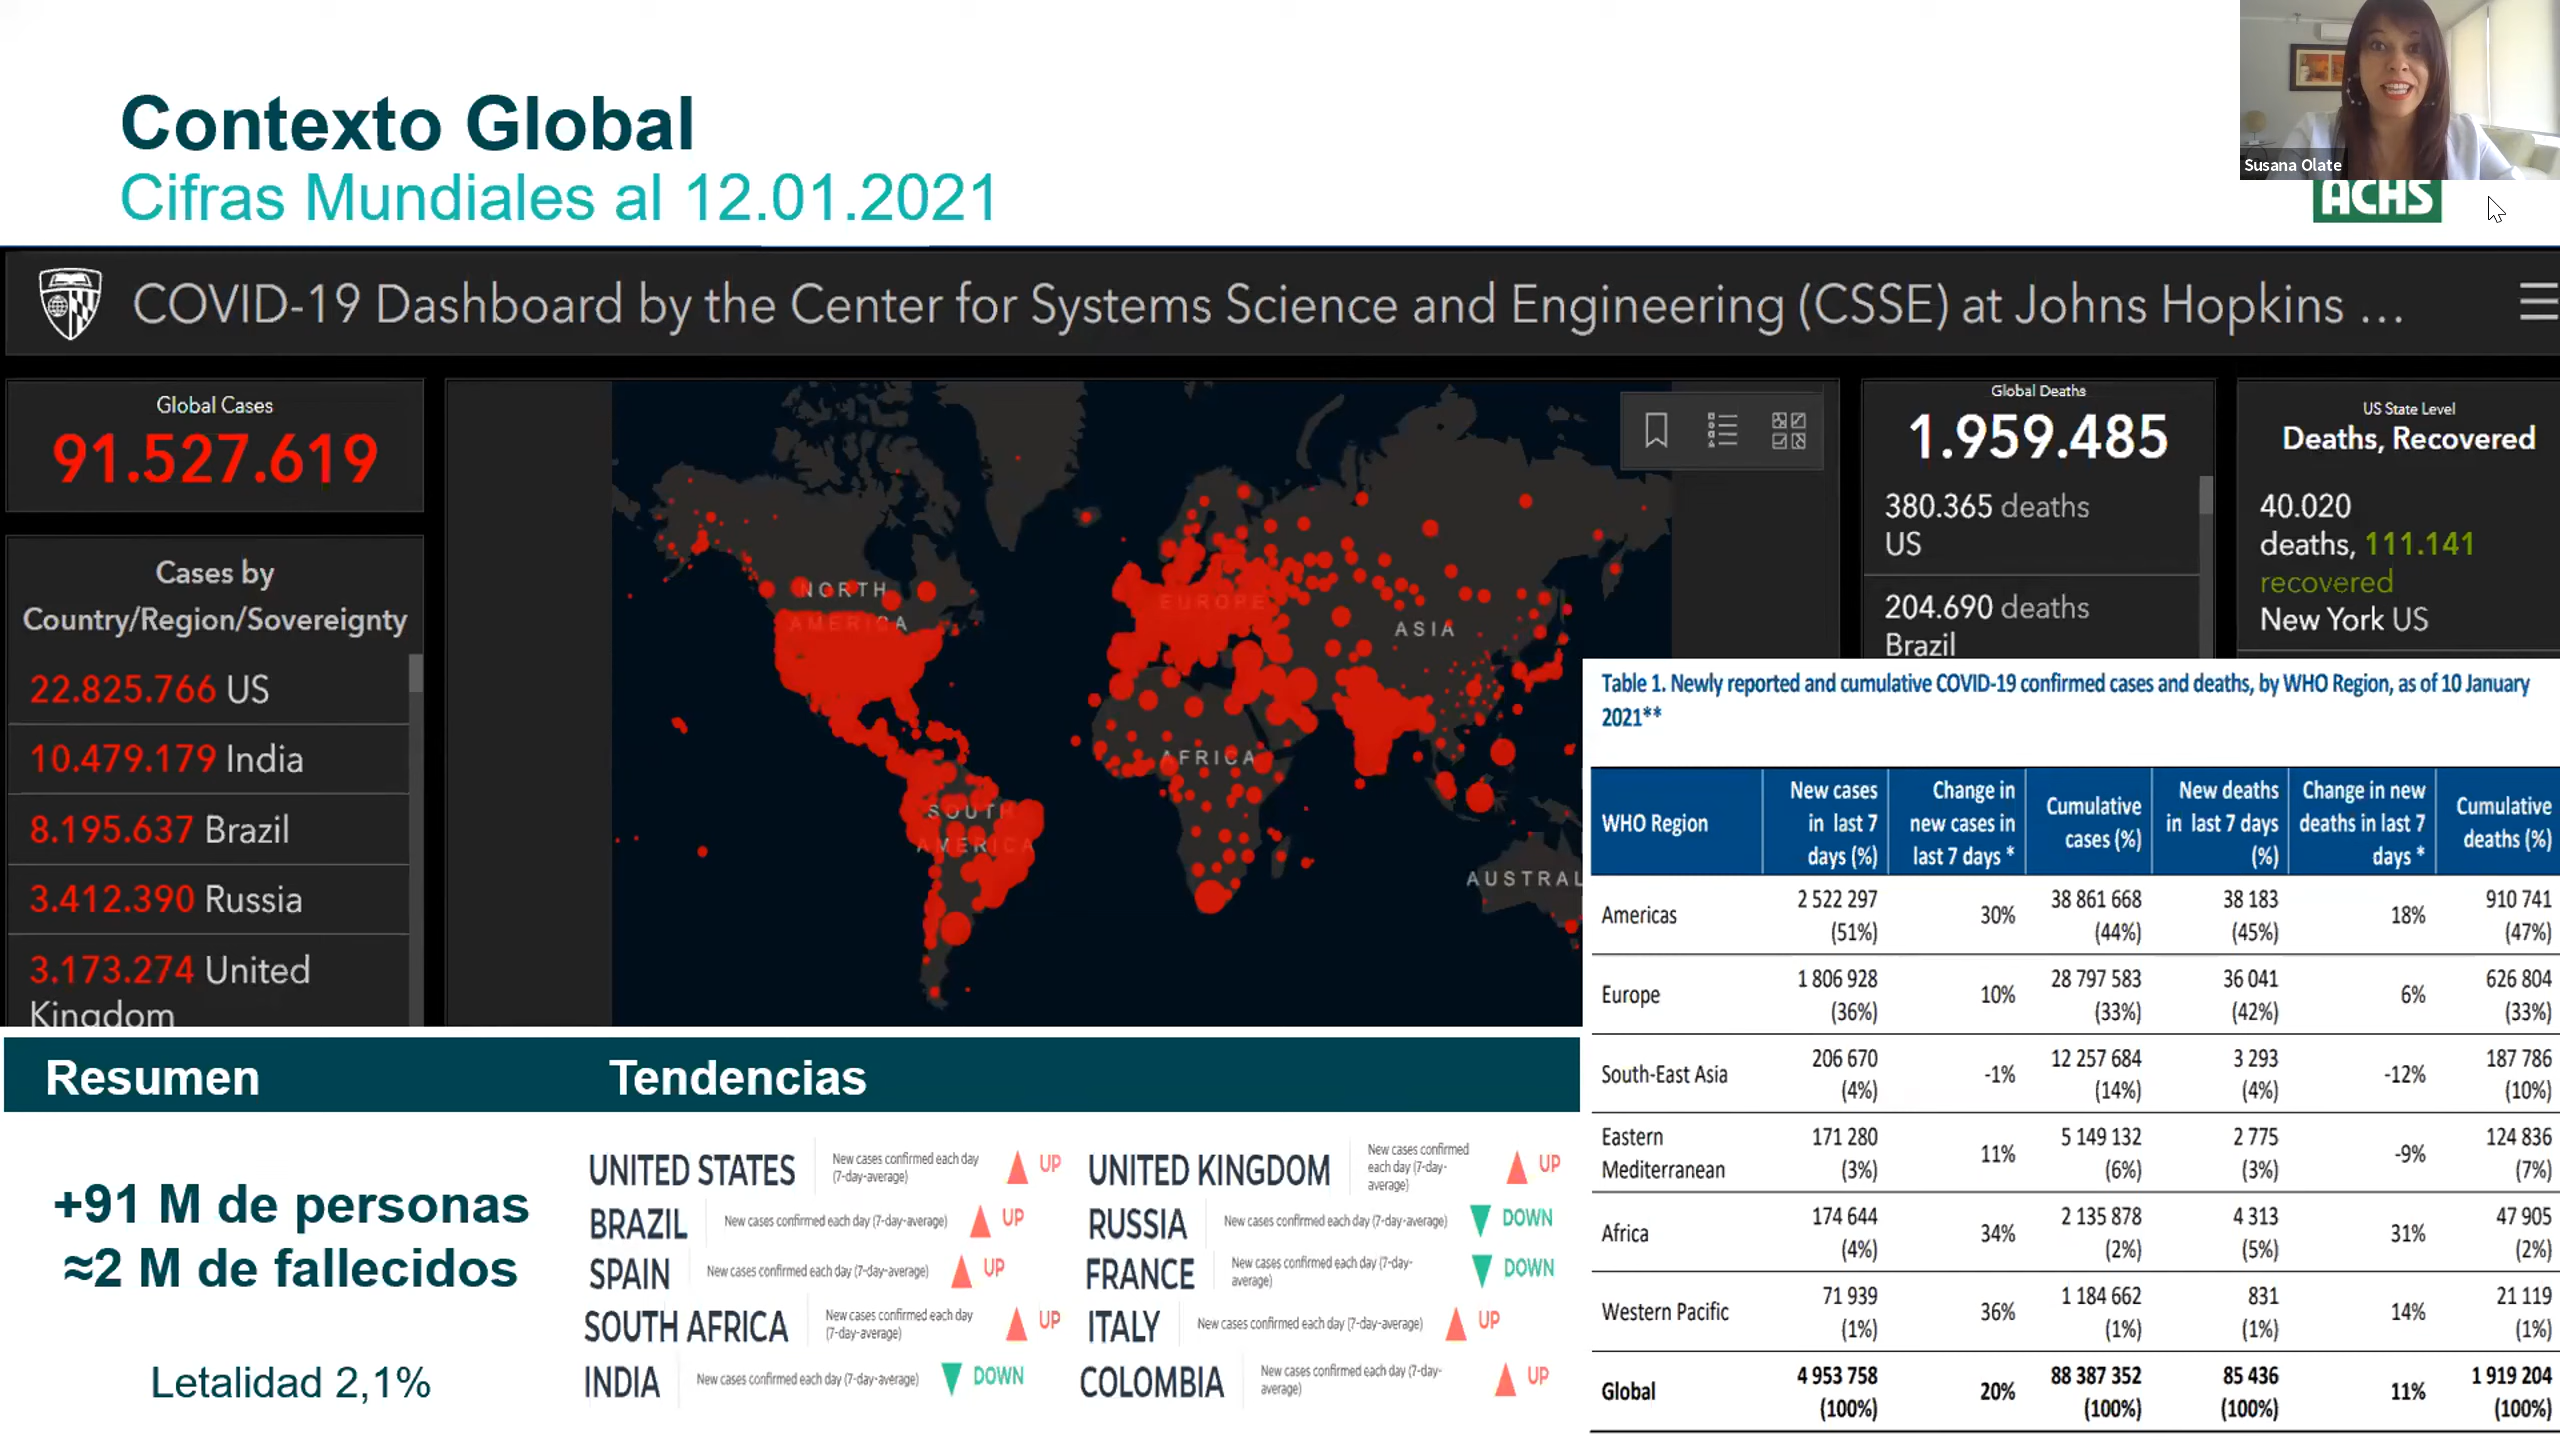 Contexto Global
Cifras Mundiales al 12.01.2021
Susana Olate
ACHS
COVID-19 Dashboard by the Center for Systems Science and Engineering (CSSE) at Johns Hopkins ...
Global Cases
91.527.619
Cases by
Country/Region/Sovereignty
22.825.766 US
10.479.179 India
8.195.637 Brazil
3.412.390 Russia
3.173.274 United
Kingdom
NORTH
AMERICA
EUROPE
ASIA
AFRICA
SOUTH
AMERICA
AUSTRAL
Global Deaths
1.959.485
380.365 deaths
US
204.690 deaths
Brazil
US State Level
Deaths, Recovered
40.020
deaths, 111.141
recovered
New York US
Table 1. Newly reported and cumulative COVID-19 confirmed cases and deaths, by WHO Region, as of 10 January
2021**
WHO Region | New cases in last 7 days (%) | Change in new cases in last 7 days * | Cumulative cases (%) | New deaths in last 7 days (%) | Change in new deaths in last 7 days * | Cumulative deaths (%)
Americas 2 522 297 (51%) 30% 38 861 668 (44%) 38 183 (45%) 18% 910 741 (47%)
Europe 1 806 928 (36%) 10% 28 797 583 (33%) 36 041 (42%) 6% 626 804 (33%)
South-East Asia 206 670 (4%) -1% 12 257 684 (14%) 3 293 (4%) -12% 187 786 (10%)
Eastern Mediterranean 171 280 (3%) 11% 5 149 132 (6%) 2 775 (3%) -9% 124 836 (7%)
Africa 174 644 (4%) 34% 2 135 878 (2%) 4 313 (5%) 31% 47 905 (2%)
Western Pacific 71 939 (1%) 36% 1 184 662 (1%) 831 (1%) 14% 21 119 (1%)
Global 4 953 758 (100%) 20% 88 387 352 (100%) 85 436 (100%) 11% 1 919 204 (100%)
Resumen
+91 M de personas
≈2 M de fallecidos
Letalidad 2,1%
Tendencias
UNITED STATES New cases confirmed each day (7-day-average) UP
BRAZIL New cases confirmed each day (7-day-average) UP
SPAIN New cases confirmed each day (7-day-average) UP
SOUTH AFRICA New cases confirmed each day (7-day-average) UP
INDIA New cases confirmed each day (7-day-average) DOWN
UNITED KINGDOM New cases confirmed each day (7-day-average) UP
RUSSIA New cases confirmed each day (7-day-average) DOWN
FRANCE New cases confirmed each day (7-day-average) DOWN
ITALY New cases confirmed each day (7-day-average) UP
COLOMBIA New cases confirmed each day (7-day-average) UP